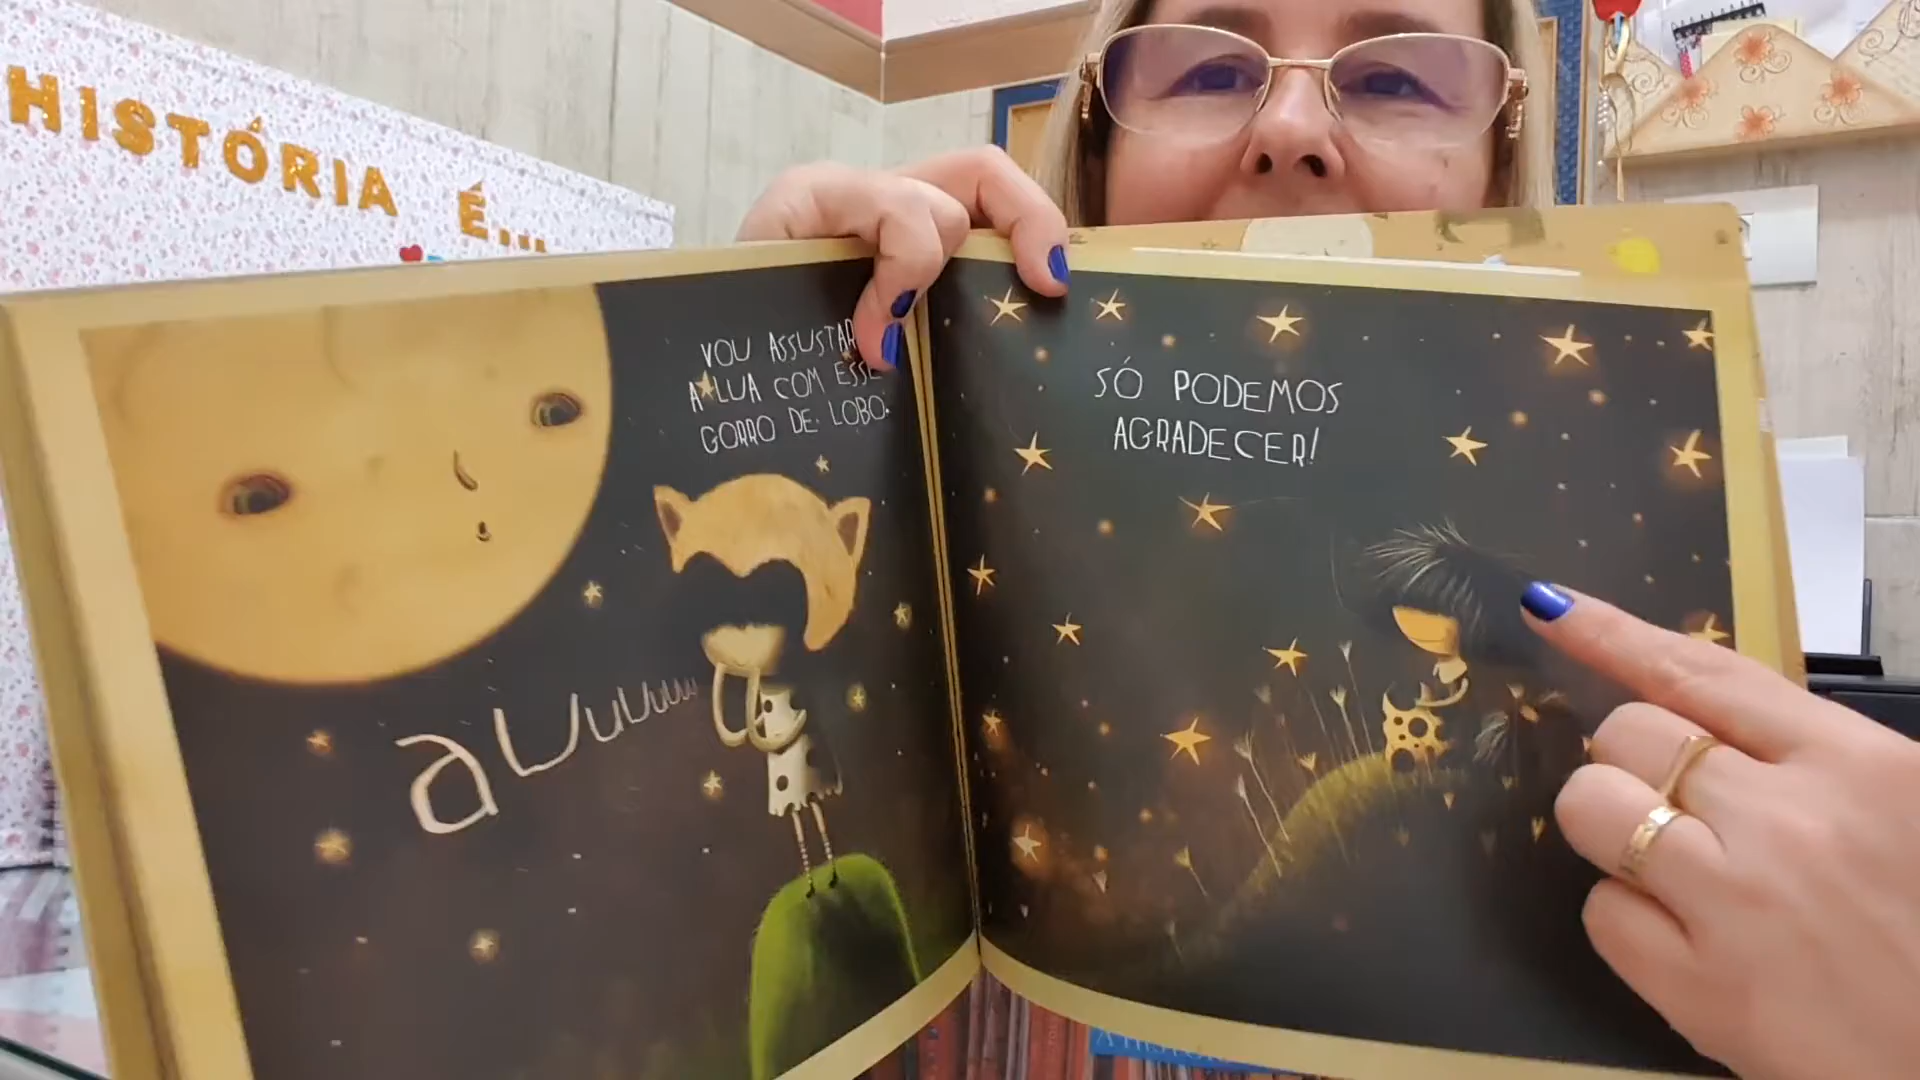 HISTÓRIA É...
VOU ASSUSTAR
A LUA COM ESSE
GORRO DE LOBO.
auuuuuu
SÓ PODEMOS
AGRADECER!